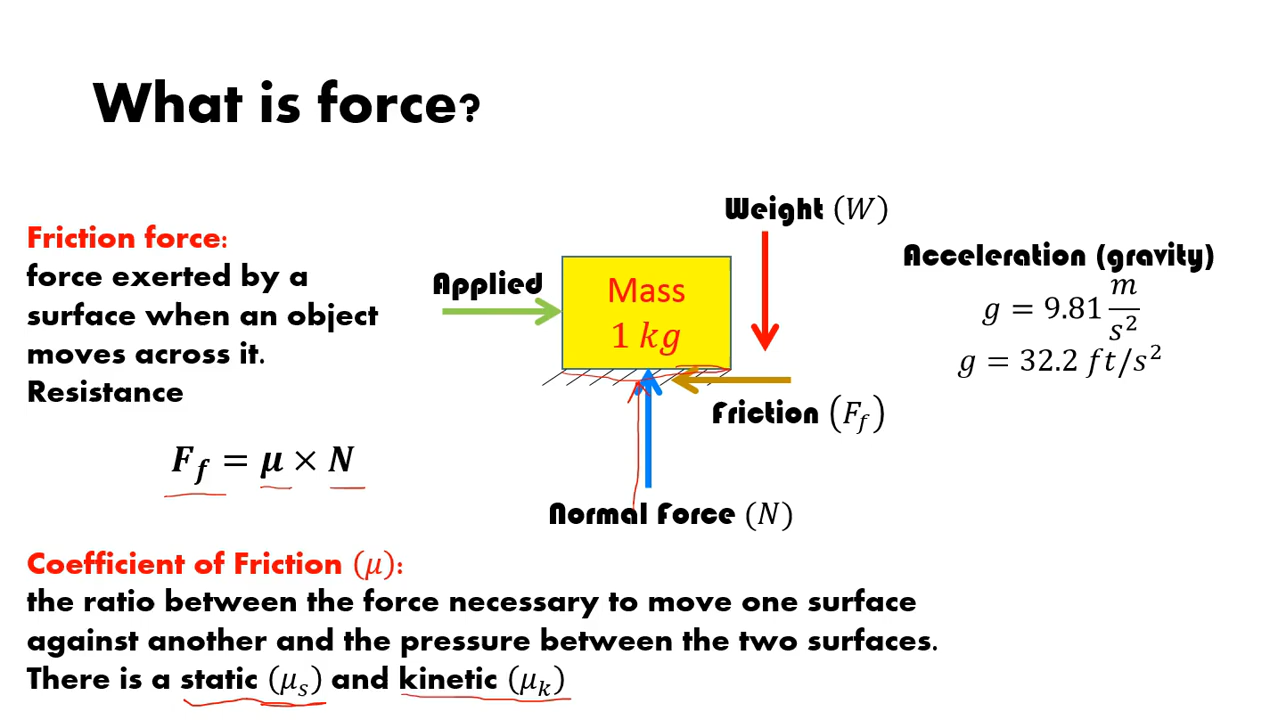 What is force?
Weight (W)
Friction force:
force exerted by a
surface when an object
moves across it.
Resistance
Applied
Mass
1 kg
Acceleration (gravity)
g = 9.81 m/s²
g = 32.2 ft/s²
Friction (F_f)
F_f = μ × N
Normal Force (N)
Coefficient of Friction (μ):
the ratio between the force necessary to move one surface
against another and the pressure between the two surfaces.
There is a static (μ_s) and kinetic (μ_k)